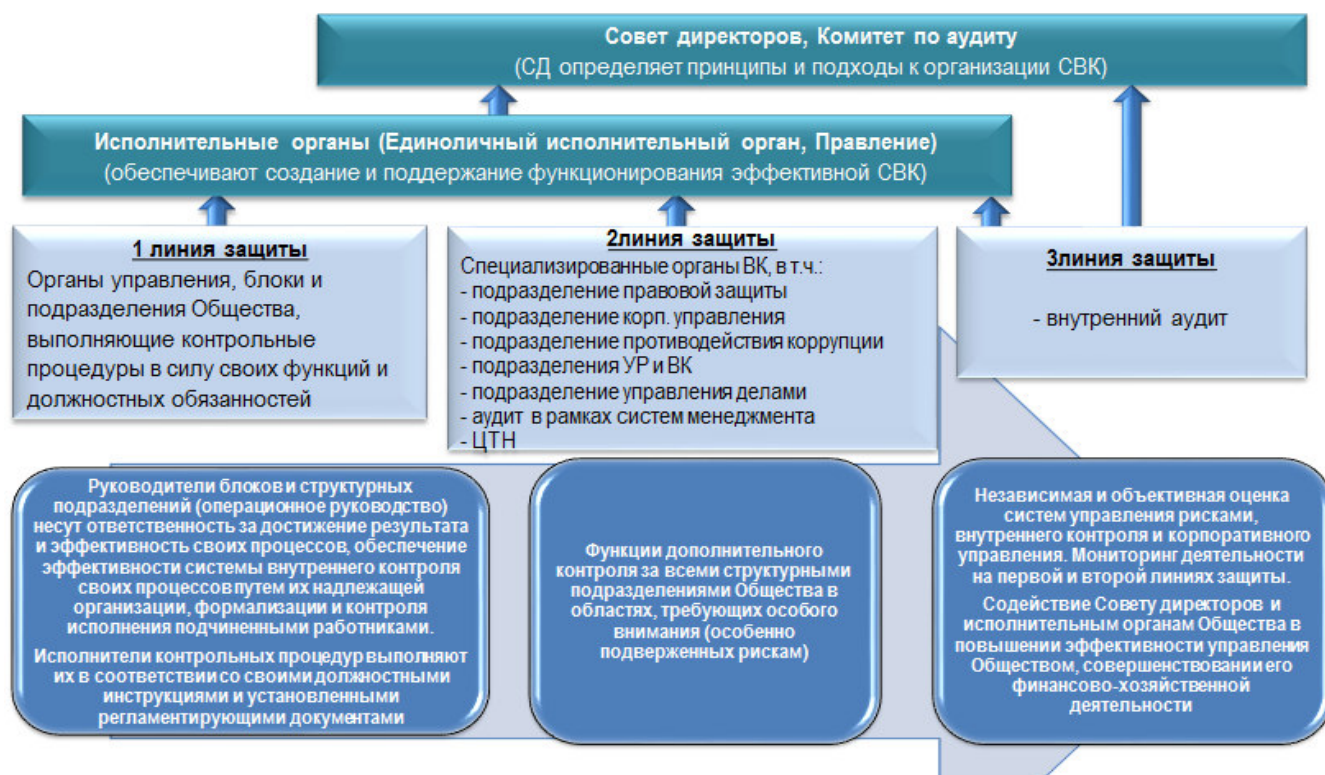 Совет директоров, Комитет по аудиту
(СД определяет принципы и подходы к организации СВК)
Исполнительные органы (Единоличный исполнительный орган, Правление)
(обеспечивают создание и поддержание функционирования эффективной СВК)
1 линия защиты
Органы управления, блоки и
подразделения Общества,
выполняющие контрольные
процедуры в силу своих функций и
должностных обязанностей
2линия защиты
Специализированные органы ВК, в т.ч.:
- подразделение правовой защиты
- подразделение корп. управления
- подразделение противодействия коррупции
- подразделения УР и ВК
- подразделение управления делами
- аудит в рамках систем менеджмента
- ЦТН
3линия защиты
- внутренний аудит
Руководители блоков и структурных
подразделений (операционное руководство)
несут ответственность за достижение результата
и эффективность своих процессов, обеспечение
эффективности системы внутреннего контроля
своих процессов путем их надлежащей
организации, формализации и контроля
исполнения подчиненными работниками.
Исполнители контрольных процедур выполняют
их в соответствии со своими должностными
инструкциями и установленными
регламентирующими документами
Функции дополнительного
контроля за всеми структурными
подразделениями Общества в
областях, требующих особого
внимания (особенно
подверженных рискам)
Независимая и объективная оценка
систем управления рисками,
внутреннего контроля и корпоративного
управления. Мониторинг деятельности
на первой и второй линиях защиты.
Содействие Совету директоров и
исполнительным органам Общества в
повышении эффективности управления
Обществом, совершенствовании его
финансово-хозяйственной
деятельности